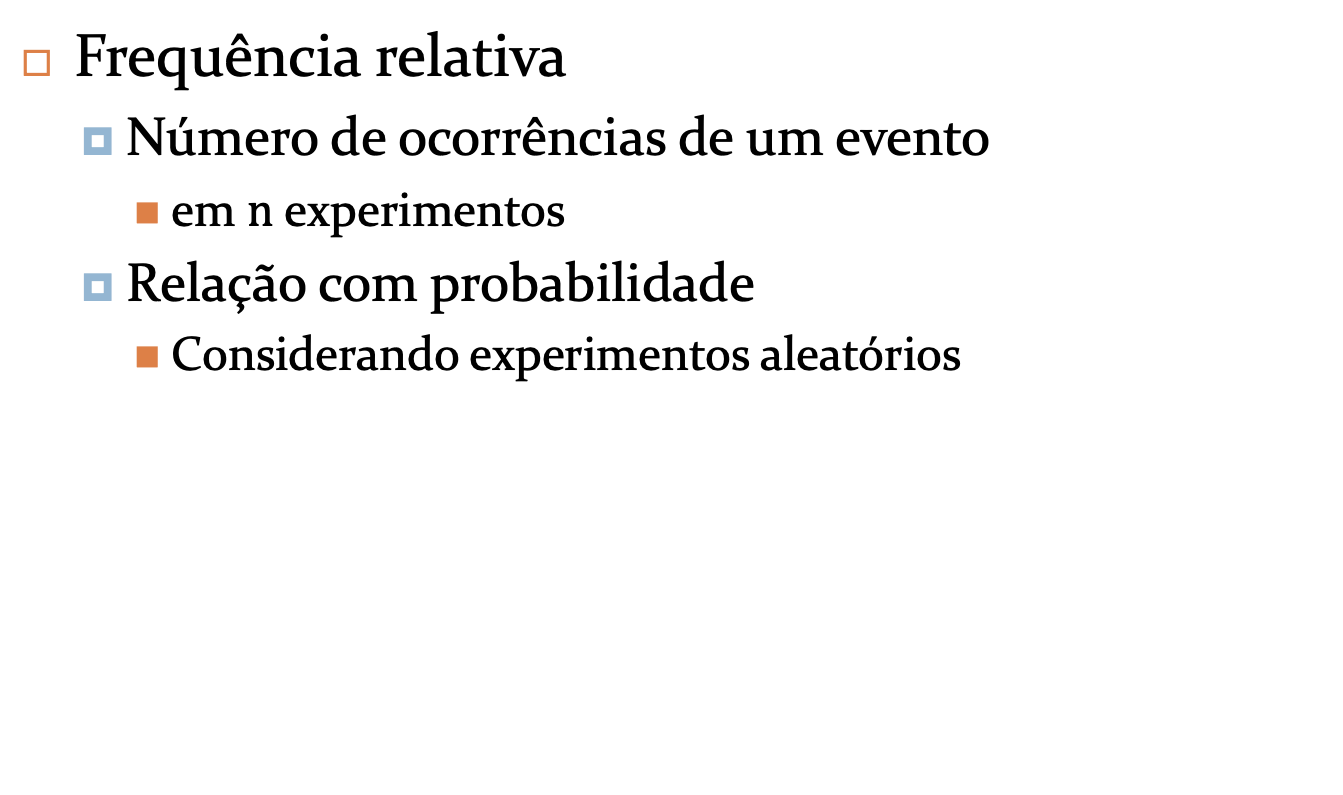 Frequência relativa
Número de ocorrências de um evento
em n experimentos
Relação com probabilidade
Considerando experimentos aleatórios